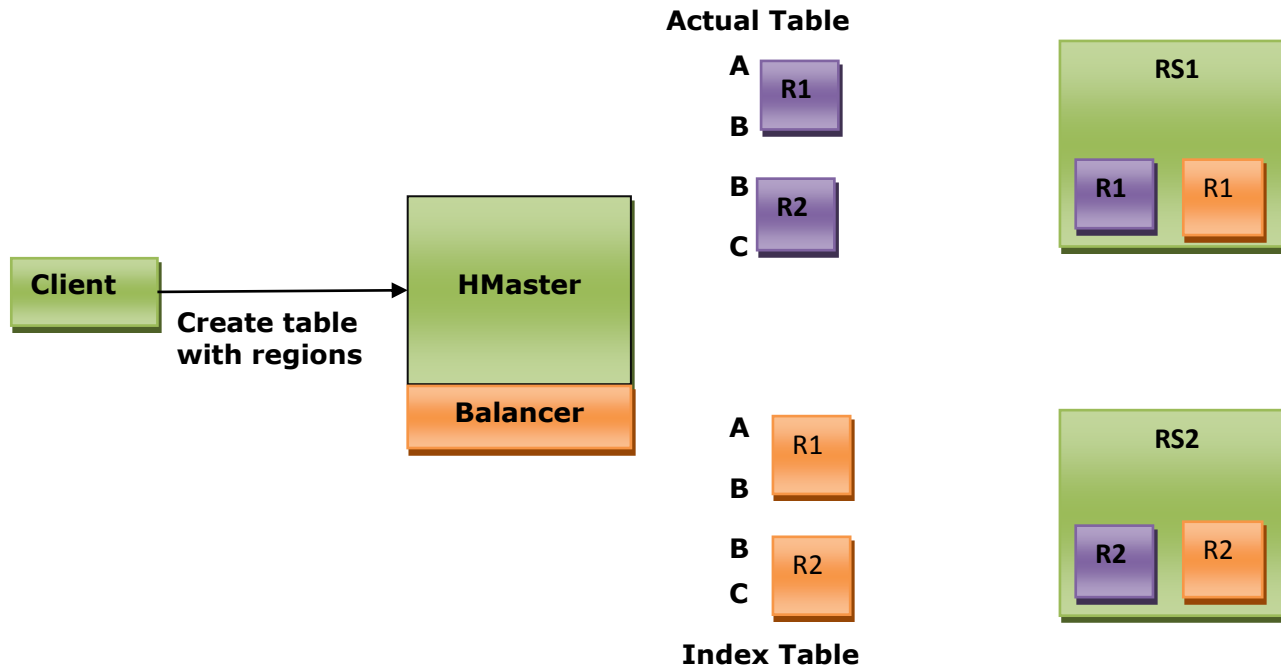 Actual Table
A
R1
B
B
R2
C
RS1
R1
R1
Client
Create table
with regions
HMaster
Balancer
A
R1
B
B
R2
C
Index Table
RS2
R2
R2